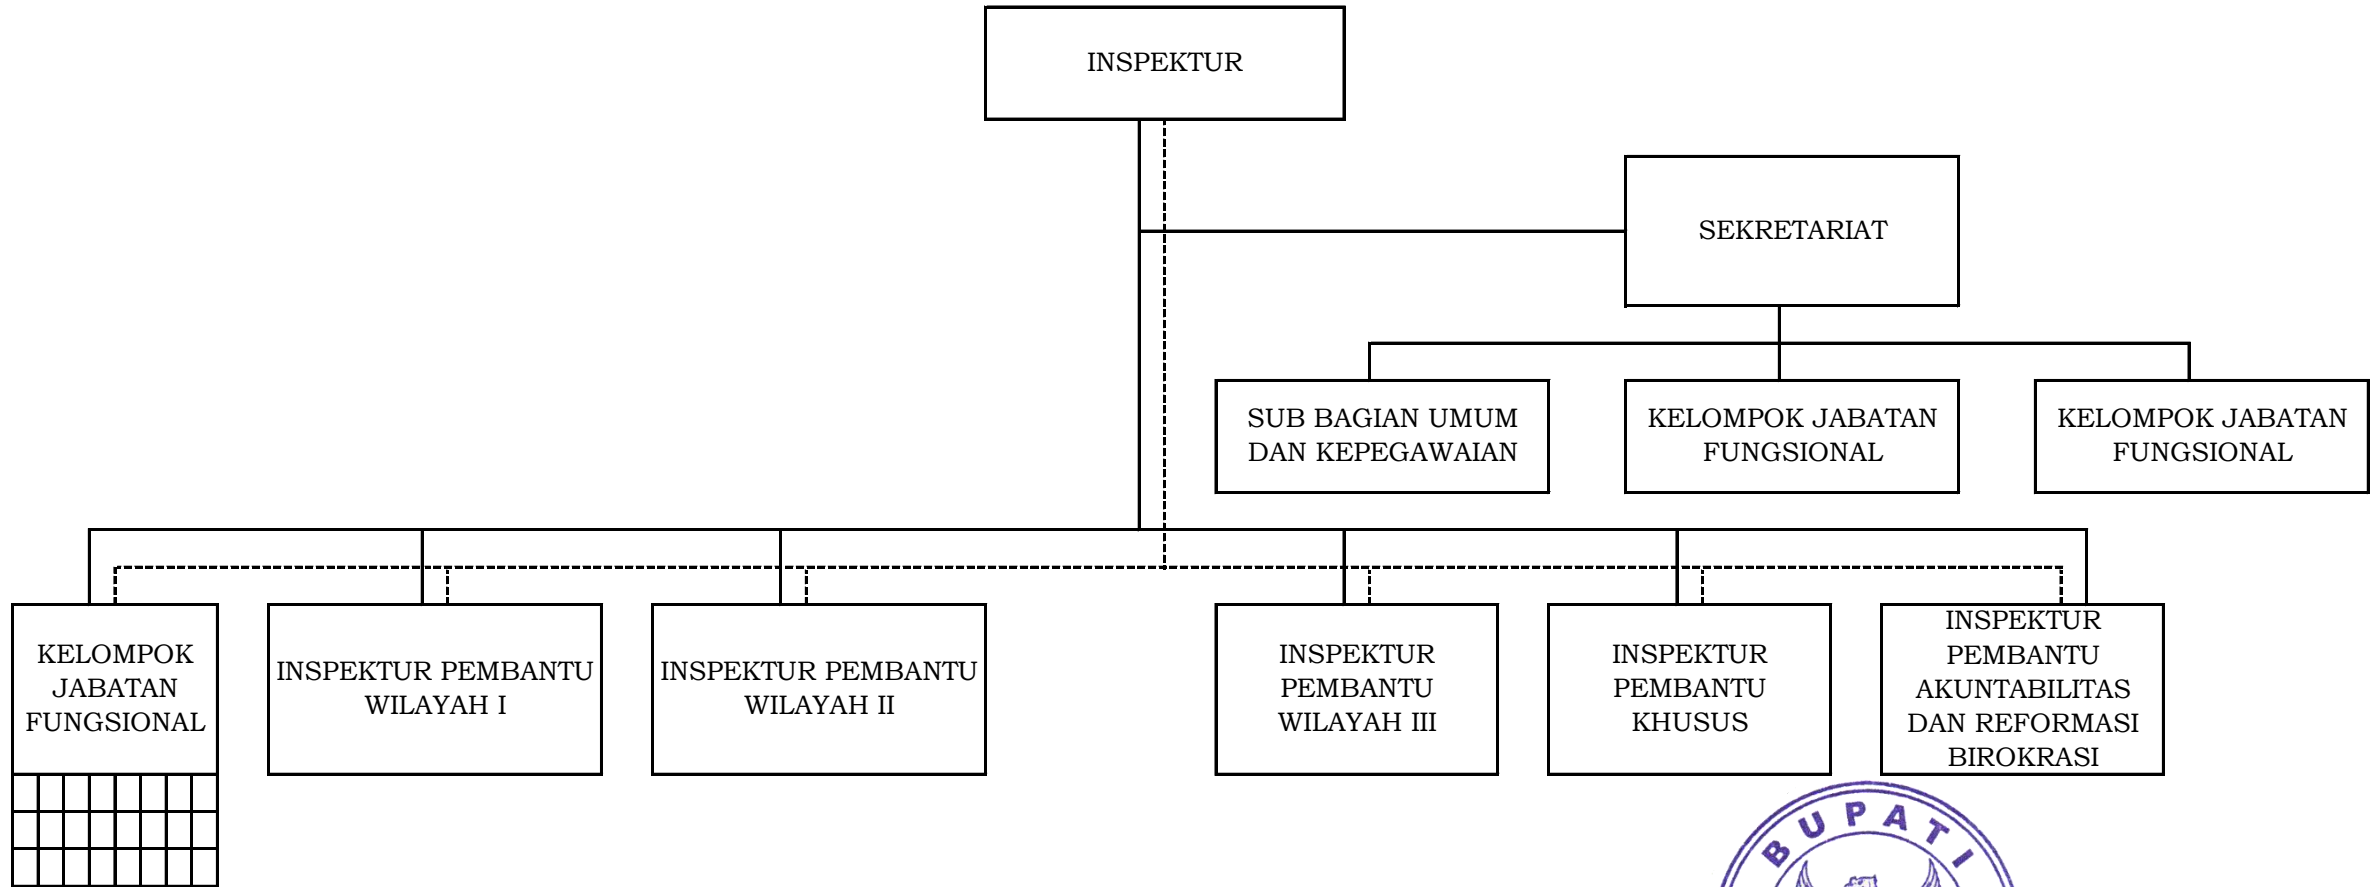 INSPEKTUR
SEKRETARIAT
SUB BAGIAN UMUM
DAN KEPEGAWAIAN
KELOMPOK JABATAN
FUNGSIONAL
KELOMPOK JABATAN
FUNGSIONAL
KELOMPOK
JABATAN
FUNGSIONAL
INSPEKTUR PEMBANTU
WILAYAH I
INSPEKTUR PEMBANTU
WILAYAH II
INSPEKTUR
PEMBANTU
WILAYAH III
INSPEKTUR
PEMBANTU
KHUSUS
INSPEKTUR
PEMBANTU
AKUNTABILITAS
DAN REFORMASI
BIROKRASI
BUPATI